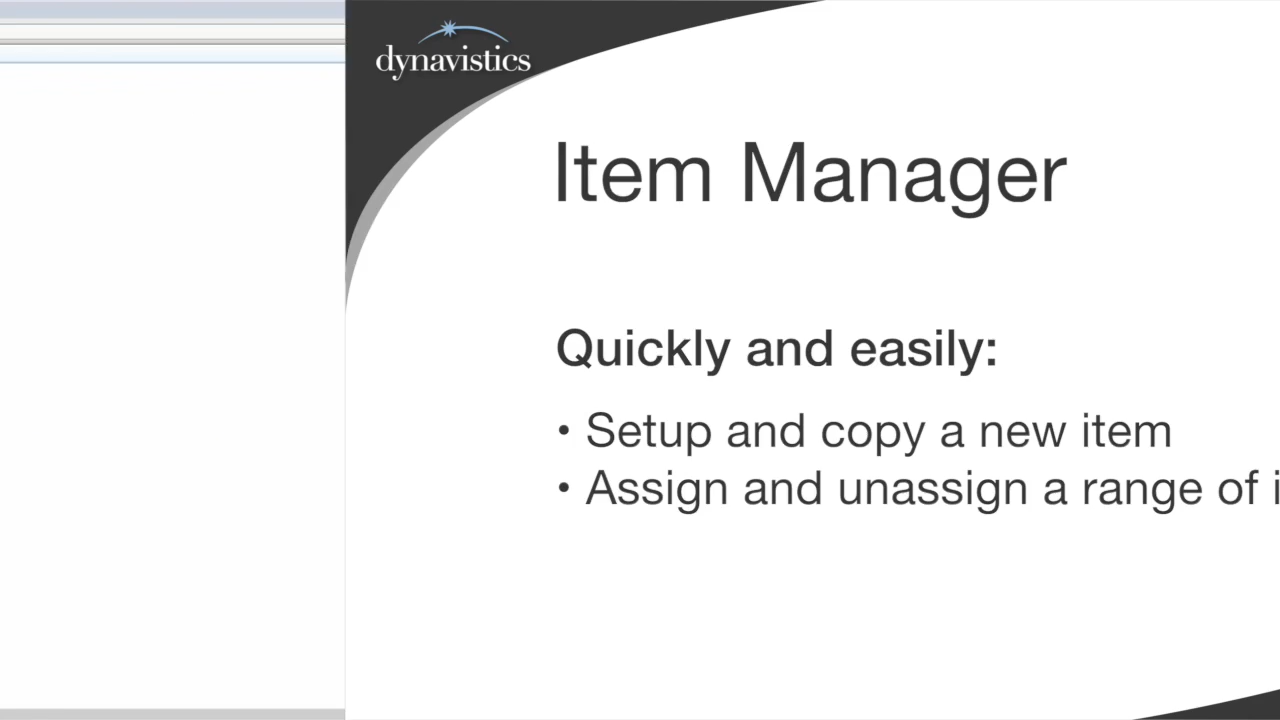 dynavistics
Item Manager
Quickly and easily:
• Setup and copy a new item
• Assign and unassign a range of i